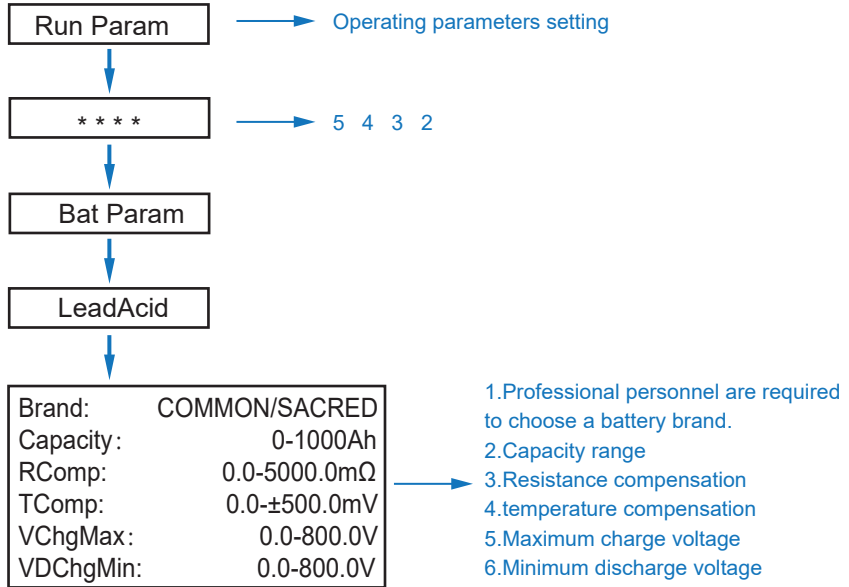 Run Param
Operating parameters setting
* * * *
5 4 3 2
Bat Param
LeadAcid
Brand: COMMON/SACRED
Capacity: 0-1000Ah
RComp: 0.0-5000.0mΩ
TComp: 0.0-±500.0mV
VChgMax: 0.0-800.0V
VDChgMin: 0.0-800.0V
1.Professional personnel are required
to choose a battery brand.
2.Capacity range
3.Resistance compensation
4.temperature compensation
5.Maximum charge voltage
6.Minimum discharge voltage